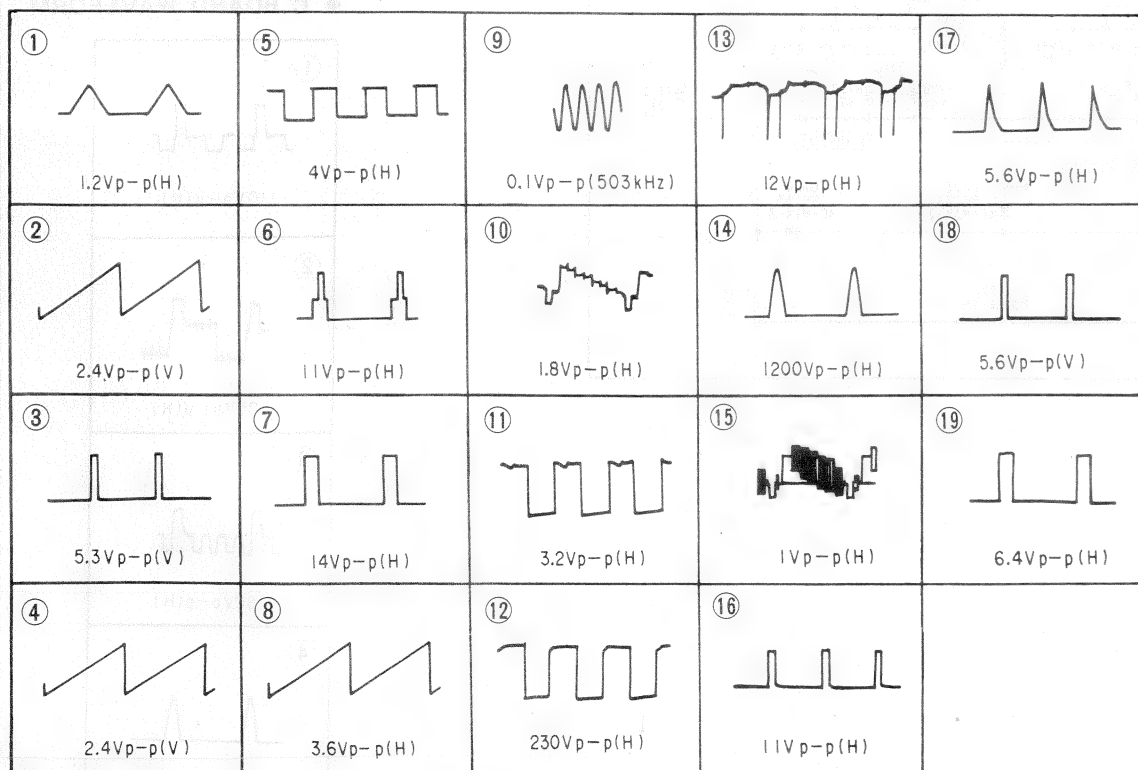 ①
1.2Vp-p(H)
②
2.4Vp-p(V)
③
5.3Vp-p(V)
④
2.4Vp-p(V)
⑤
4Vp-p(H)
⑥
11Vp-p(H)
⑦
14Vp-p(H)
⑧
3.6Vp-p(H)
⑨
0.1Vp-p(503kHz)
⑩
1.8Vp-p(H)
⑪
3.2Vp-p(H)
⑫
230Vp-p(H)
⑬
12Vp-p(H)
⑭
1200Vp-p(H)
⑮
1Vp-p(H)
⑯
11Vp-p(H)
⑰
5.6Vp-p(H)
⑱
5.6Vp-p(V)
⑲
6.4Vp-p(H)